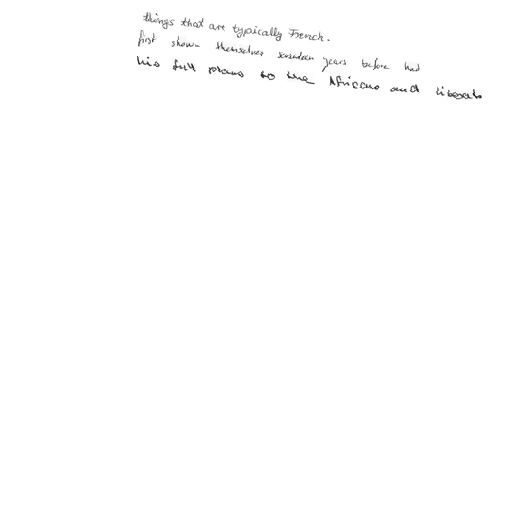 things that are typically French.
first shown themselves seventeen years before had
his full plans to the Africans and liberals